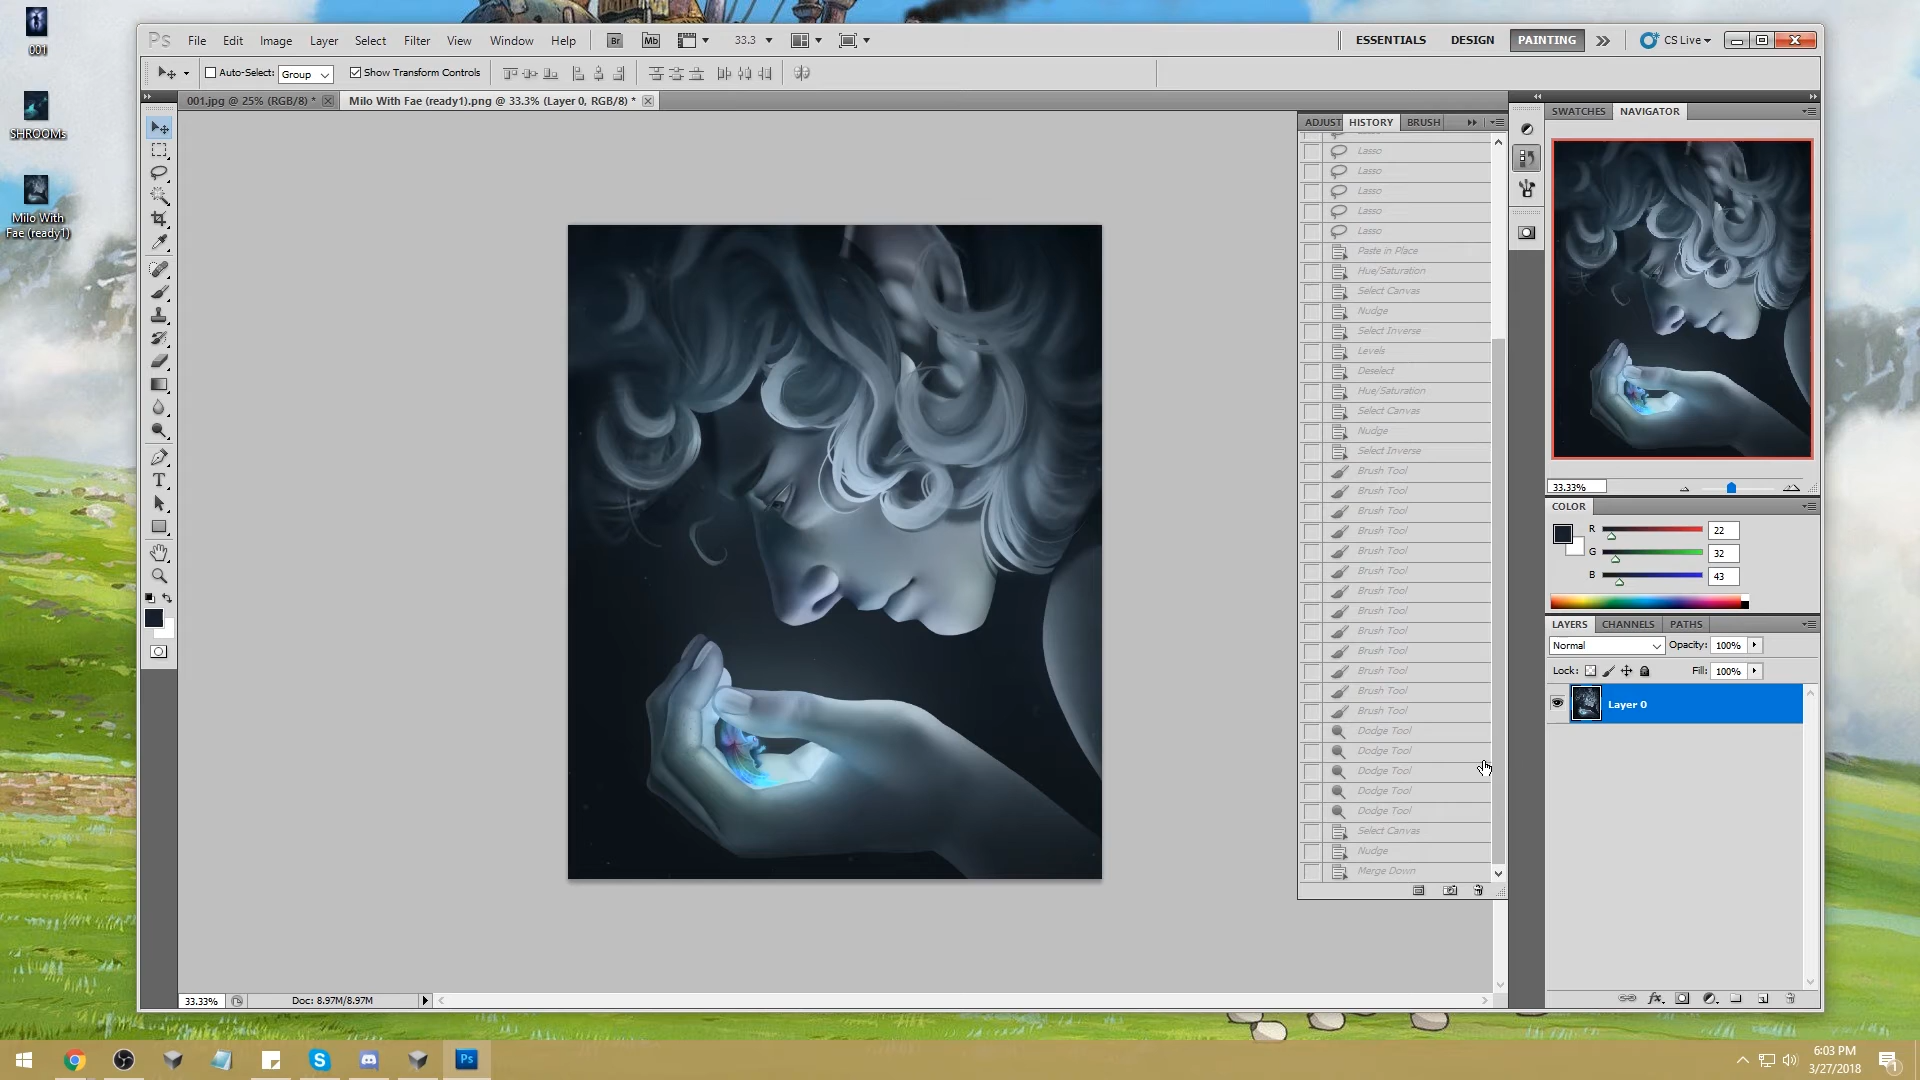 001
SHROOMs
Milo With
Fae (ready1)
Ps
File Edit Image Layer Select Filter View Window Help
Br
Mb
33.3
ESSENTIALS
DESIGN
PAINTING
CS Live
Auto-Select:
Group
Show Transform Controls
001.jpg @ 25% (RGB/8) *
Milo With Fae (ready1).png @ 33.3% (Layer 0, RGB/8) *
ADJUST
HISTORY
BRUSH
Lasso
Lasso
Lasso
Lasso
Lasso
Paste in Place
Hue/Saturation
Select Canvas
Nudge
Select Inverse
Levels
Deselect
Hue/Saturation
Select Canvas
Nudge
Select Inverse
Brush Tool
Brush Tool
Brush Tool
Brush Tool
Brush Tool
Brush Tool
Brush Tool
Brush Tool
Brush Tool
Brush Tool
Brush Tool
Brush Tool
Brush Tool
Dodge Tool
Dodge Tool
Dodge Tool
Dodge Tool
Dodge Tool
Select Canvas
Nudge
Merge Down
SWATCHES
NAVIGATOR
33.33%
COLOR
R 22
G 32
B 43
LAYERS
CHANNELS
PATHS
Normal
Opacity: 100%
Lock:
Fill: 100%
Layer 0
33.33%
Doc: 8.97M/8.97M
Ps
6:03 PM
3/27/2018
1